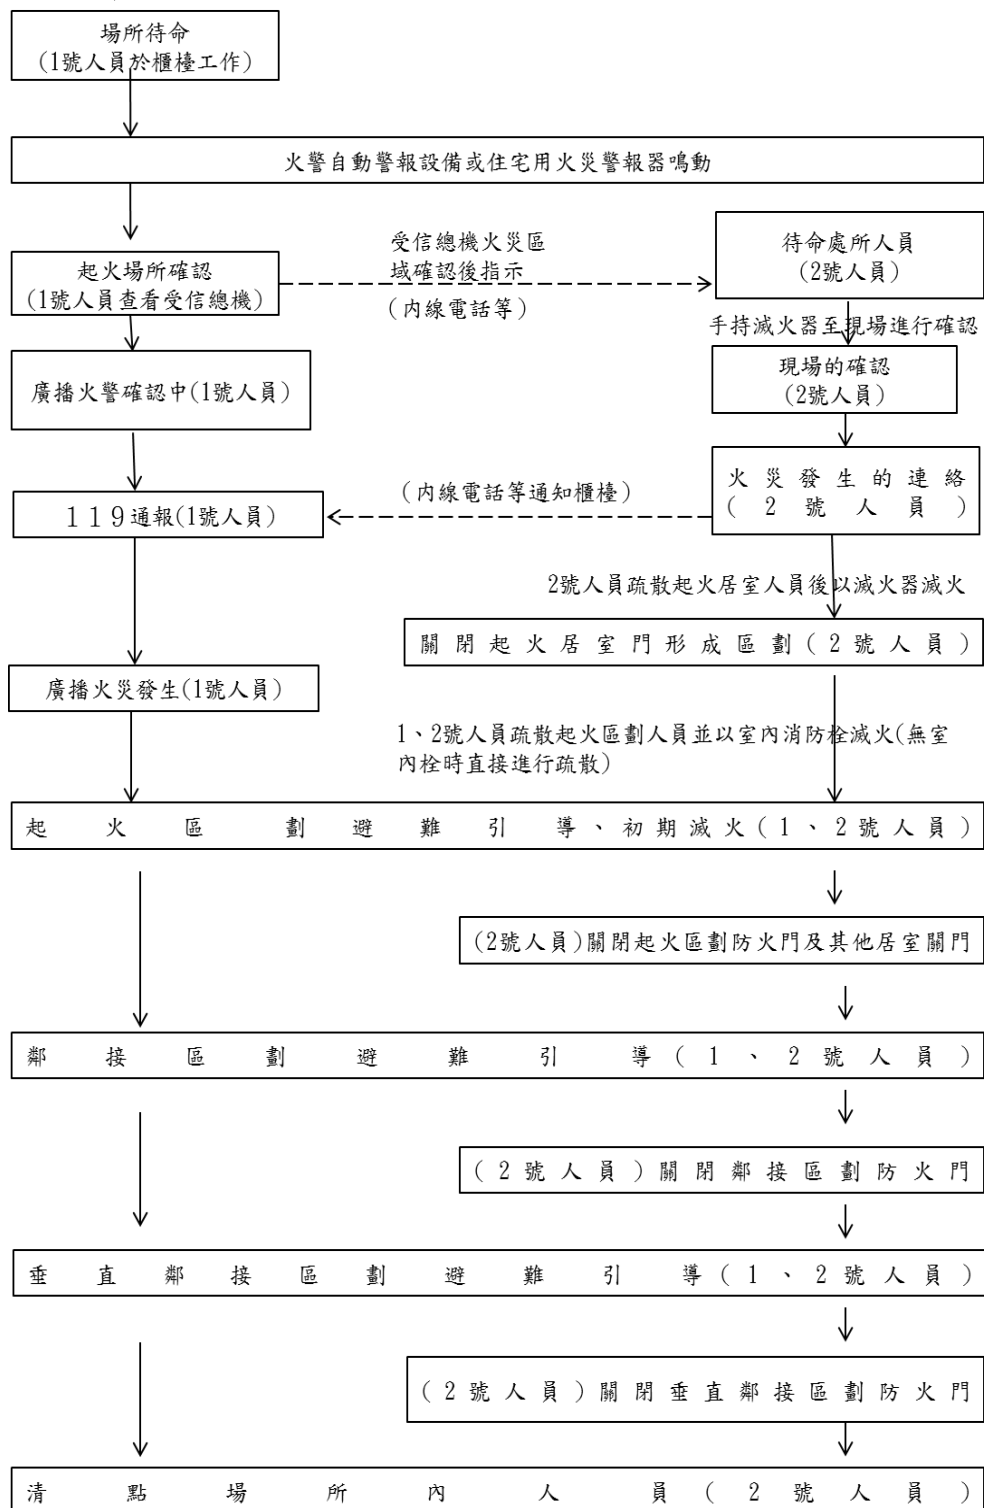 場所待命
(1號人員於櫃檯工作)
火警自動警報設備或住宅用火災警報器鳴動
受信總機火災區
域確認後指示
(內線電話等)
待命處所人員
(2號人員)
起火場所確認
(1號人員查看受信總機)
手持滅火器至現場進行確認
廣播火警確認中(1號人員)
現場的確認
(2號人員)
火災發生的連絡
(2號人員)
(內線電話等通知櫃檯)
119通報(1號人員)
2號人員疏散起火居室人員後以滅火器滅火
關閉起火居室門形成區劃(2號人員)
廣播火災發生(1號人員)
1、2號人員疏散起火區劃人員並以室內消防栓滅火(無室
內栓時直接進行疏散)
起火區劃避難引導、初期滅火(1、2號人員)
(2號人員)關閉起火區劃防火門及其他居室關門
鄰接區劃避難引導(1、2號人員)
(2號人員)關閉鄰接區劃防火門
垂直鄰接區劃避難引導(1、2號人員)
(2號人員)關閉垂直鄰接區劃防火門
清點場所內人員(2號人員)